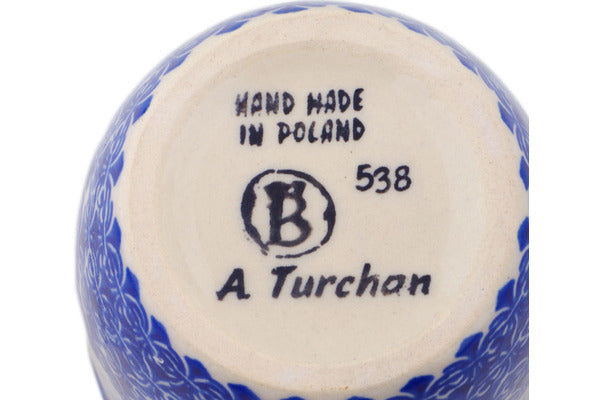 HAND MADE
IN POLAND
538
B
A. Turchan